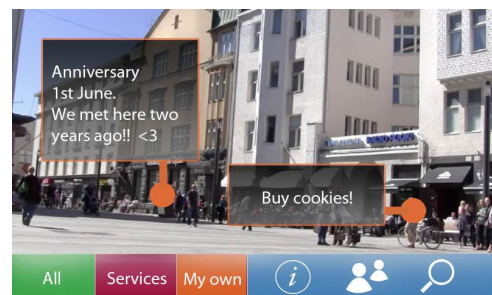 Anniversary
1st June.
We met here two
years ago!! <3
Buy cookies!
All
Services
My own
i